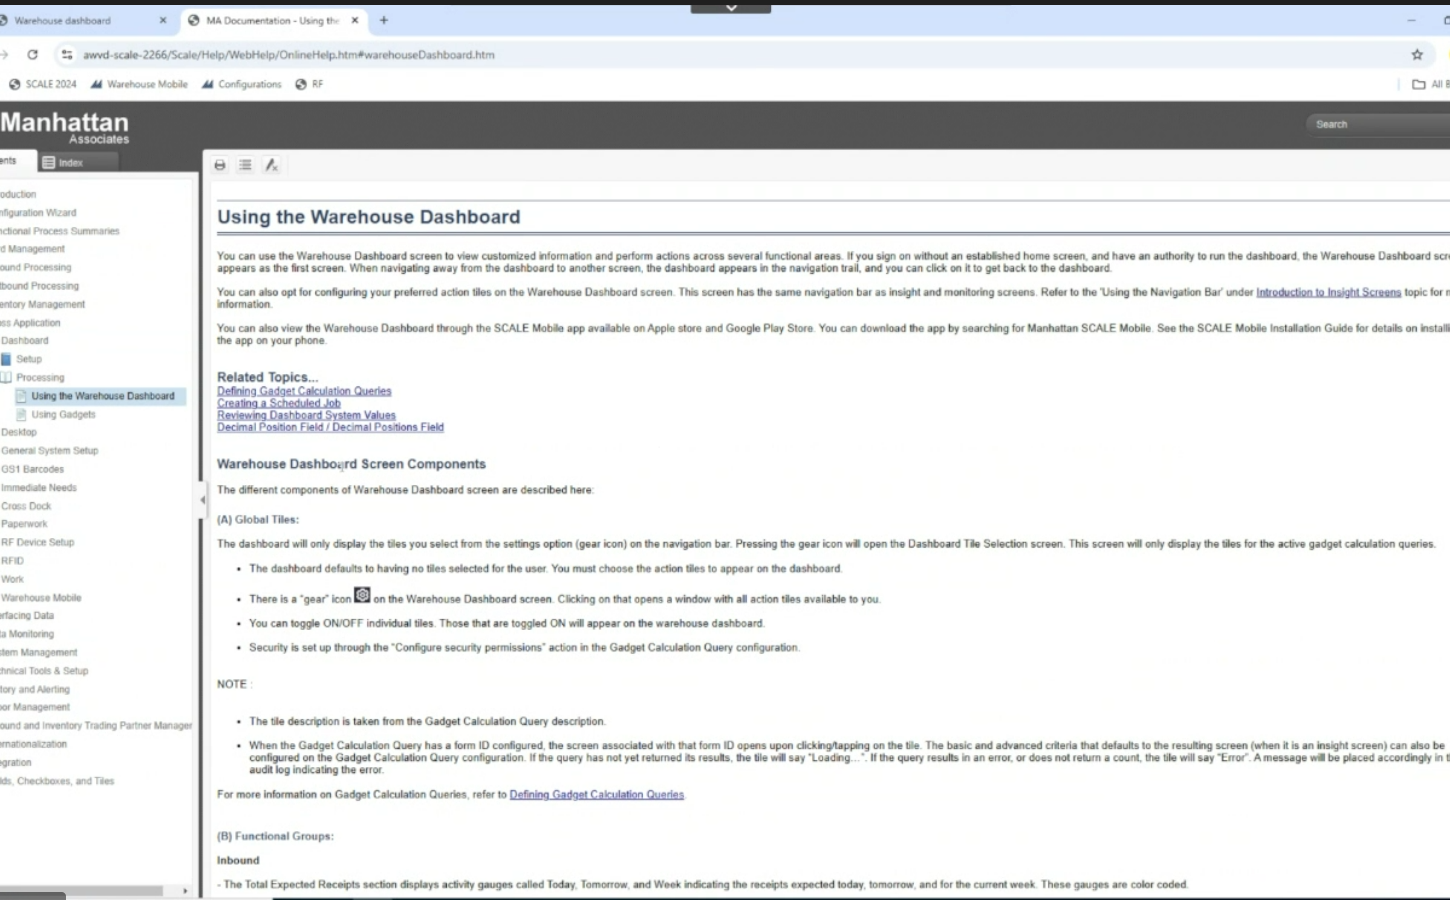 Warehouse dashboard
MA Documentation - Using the
awvd-scale-2266/Scale/Help/WebHelp/OnlineHelp.htm#warehouseDashboard.htm
SCALE 2024 Warehouse Mobile Configurations RF
All B
Manhattan
Associates
Search
ents
Index
oduction
nfiguration Wizard
nctional Process Summaries
d Management
ound Processing
tbound Processing
entory Management
ss Application
Dashboard
Setup
Processing
Using the Warehouse Dashboard
Using Gadgets
Desktop
General System Setup
GS1 Barcodes
Immediate Needs
Cross Dock
Paperwork
RF Device Setup
RFID
Work
Warehouse Mobile
erfacing Data
ta Monitoring
stem Management
chnical Tools & Setup
tory and Alerting
bor Management
ound and Inventory Trading Partner Manager
ernationalization
egration
lds, Checkboxes, and Tiles
Using the Warehouse Dashboard
You can use the Warehouse Dashboard screen to view customized information and perform actions across several functional areas. If you sign on without an established home screen, and have an authority to run the dashboard, the Warehouse Dashboard scre
appears as the first screen. When navigating away from the dashboard to another screen, the dashboard appears in the navigation trail, and you can click on it to get back to the dashboard.
You can also opt for configuring your preferred action tiles on the Warehouse Dashboard screen. This screen has the same navigation bar as insight and monitoring screens. Refer to the 'Using the Navigation Bar' under Introduction to Insight Screens topic for m
information.
You can also view the Warehouse Dashboard through the SCALE Mobile app available on Apple store and Google Play Store. You can download the app by searching for Manhattan SCALE Mobile. See the SCALE Mobile Installation Guide for details on installi
the app on your phone.
Related Topics...
Defining Gadget Calculation Queries
Creating a Scheduled Job
Reviewing Dashboard System Values
Decimal Position Field / Decimal Positions Field
Warehouse Dashboard Screen Components
The different components of Warehouse Dashboard screen are described here:
(A) Global Tiles:
The dashboard will only display the tiles you select from the settings option (gear icon) on the navigation bar. Pressing the gear icon will open the Dashboard Tile Selection screen. This screen will only display the tiles for the active gadget calculation queries.
• The dashboard defaults to having no tiles selected for the user. You must choose the action tiles to appear on the dashboard.
• There is a "gear" icon on the Warehouse Dashboard screen. Clicking on that opens a window with all action tiles available to you.
• You can toggle ON/OFF individual tiles. Those that are toggled ON will appear on the warehouse dashboard.
• Security is set up through the "Configure security permissions" action in the Gadget Calculation Query configuration.
NOTE :
• The tile description is taken from the Gadget Calculation Query description.
• When the Gadget Calculation Query has a form ID configured, the screen associated with that form ID opens upon clicking/tapping on the tile. The basic and advanced criteria that defaults to the resulting screen (when it is an insight screen) can also be
configured on the Gadget Calculation Query configuration. If the query has not yet returned its results, the tile will say "Loading...". If the query results in an error, or does not return a count, the tile will say "Error". A message will be placed accordingly in t
audit log indicating the error.
For more information on Gadget Calculation Queries, refer to Defining Gadget Calculation Queries.
(B) Functional Groups:
Inbound
- The Total Expected Receipts section displays activity gauges called Today, Tomorrow, and Week indicating the receipts expected today, tomorrow, and for the current week. These gauges are color coded.